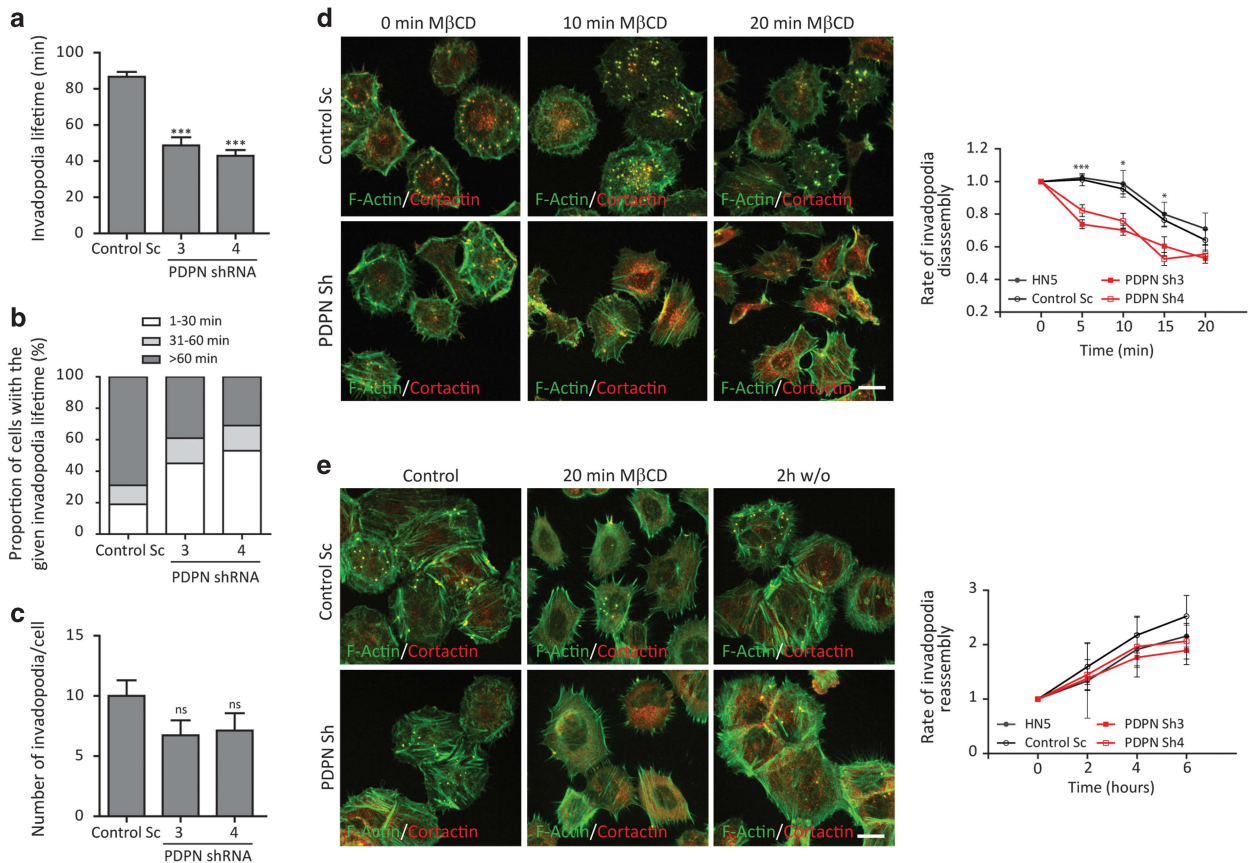 a
Invadopodia lifetime (min)
100
80
60
40
20
0
***
***
Control Sc
3
4
PDPN shRNA
b
1-30 min
31-60 min
>60 min
Proportion of cells with the
given invadopodia lifetime (%)
100
80
60
40
20
0
Control Sc
3
4
PDPN shRNA
c
Number of invadopodia/cell
15
10
5
0
ns
ns
Control Sc
3
4
PDPN shRNA
d
0 min MβCD
10 min MβCD
20 min MβCD
Control Sc
F-Actin/Cortactin
F-Actin/Cortactin
F-Actin/Cortactin
PDPN Sh
F-Actin/Cortactin
F-Actin/Cortactin
F-Actin/Cortactin
Rate of invadopodia
disassembly
1.2
1.0
0.8
0.6
0.4
0.2
***
*
*
HN5
PDPN Sh3
Control Sc
PDPN Sh4
0
5
10
15
20
Time (min)
e
Control
20 min MβCD
2h w/o
Control Sc
F-Actin/Cortactin
F-Actin/Cortactin
F-Actin/Cortactin
PDPN Sh
F-Actin/Cortactin
F-Actin/Cortactin
F-Actin/Cortactin
Rate of invadopodia
reassembly
3
2
1
0
HN5
PDPN Sh3
Control Sc
PDPN Sh4
0
2
4
6
Time (hours)